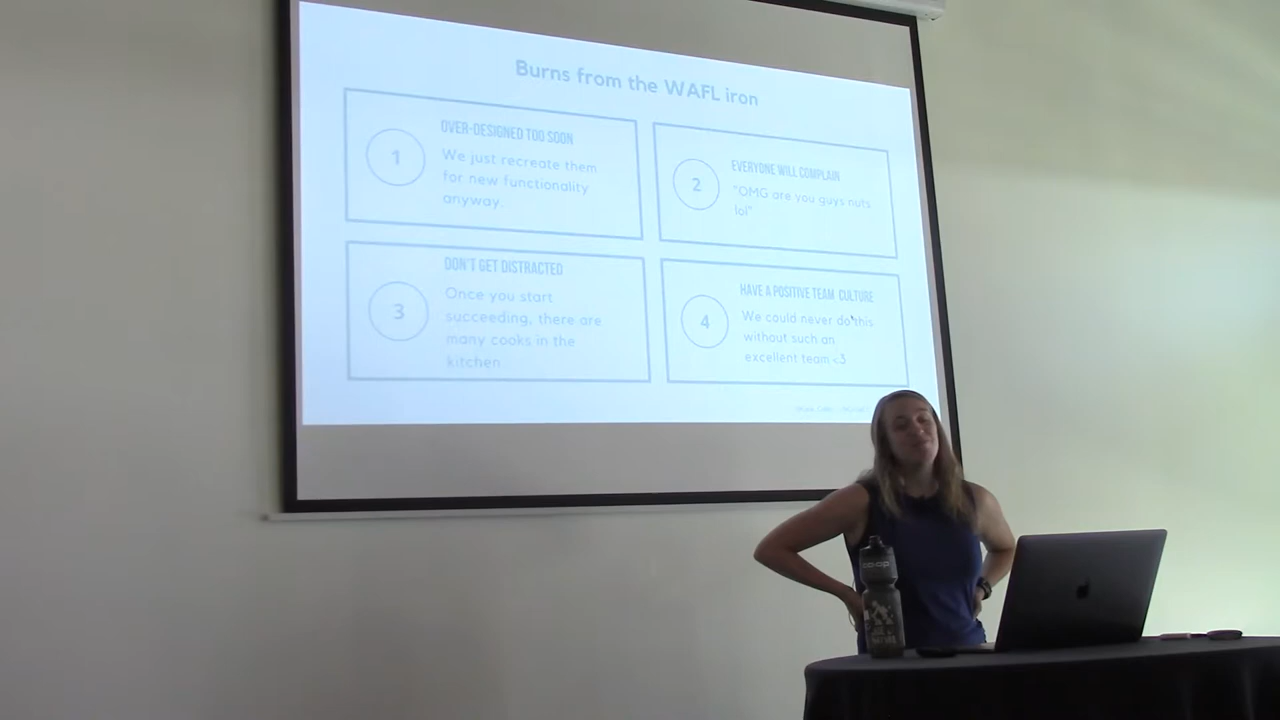 Burns from the WAFL iron
1
OVER-DESIGNED TOO SOON
We just recreate them
for new functionality
anyway.
2
EVERYONE WILL COMPLAIN
"OMG are you guys nuts
lol"
3
DON'T GET DISTRACTED
Once you start
succeeding, there are
many cooks in the
kitchen
4
HAVE A POSITIVE TEAM CULTURE
We could never do this
without such an
excellent team <3
co·op